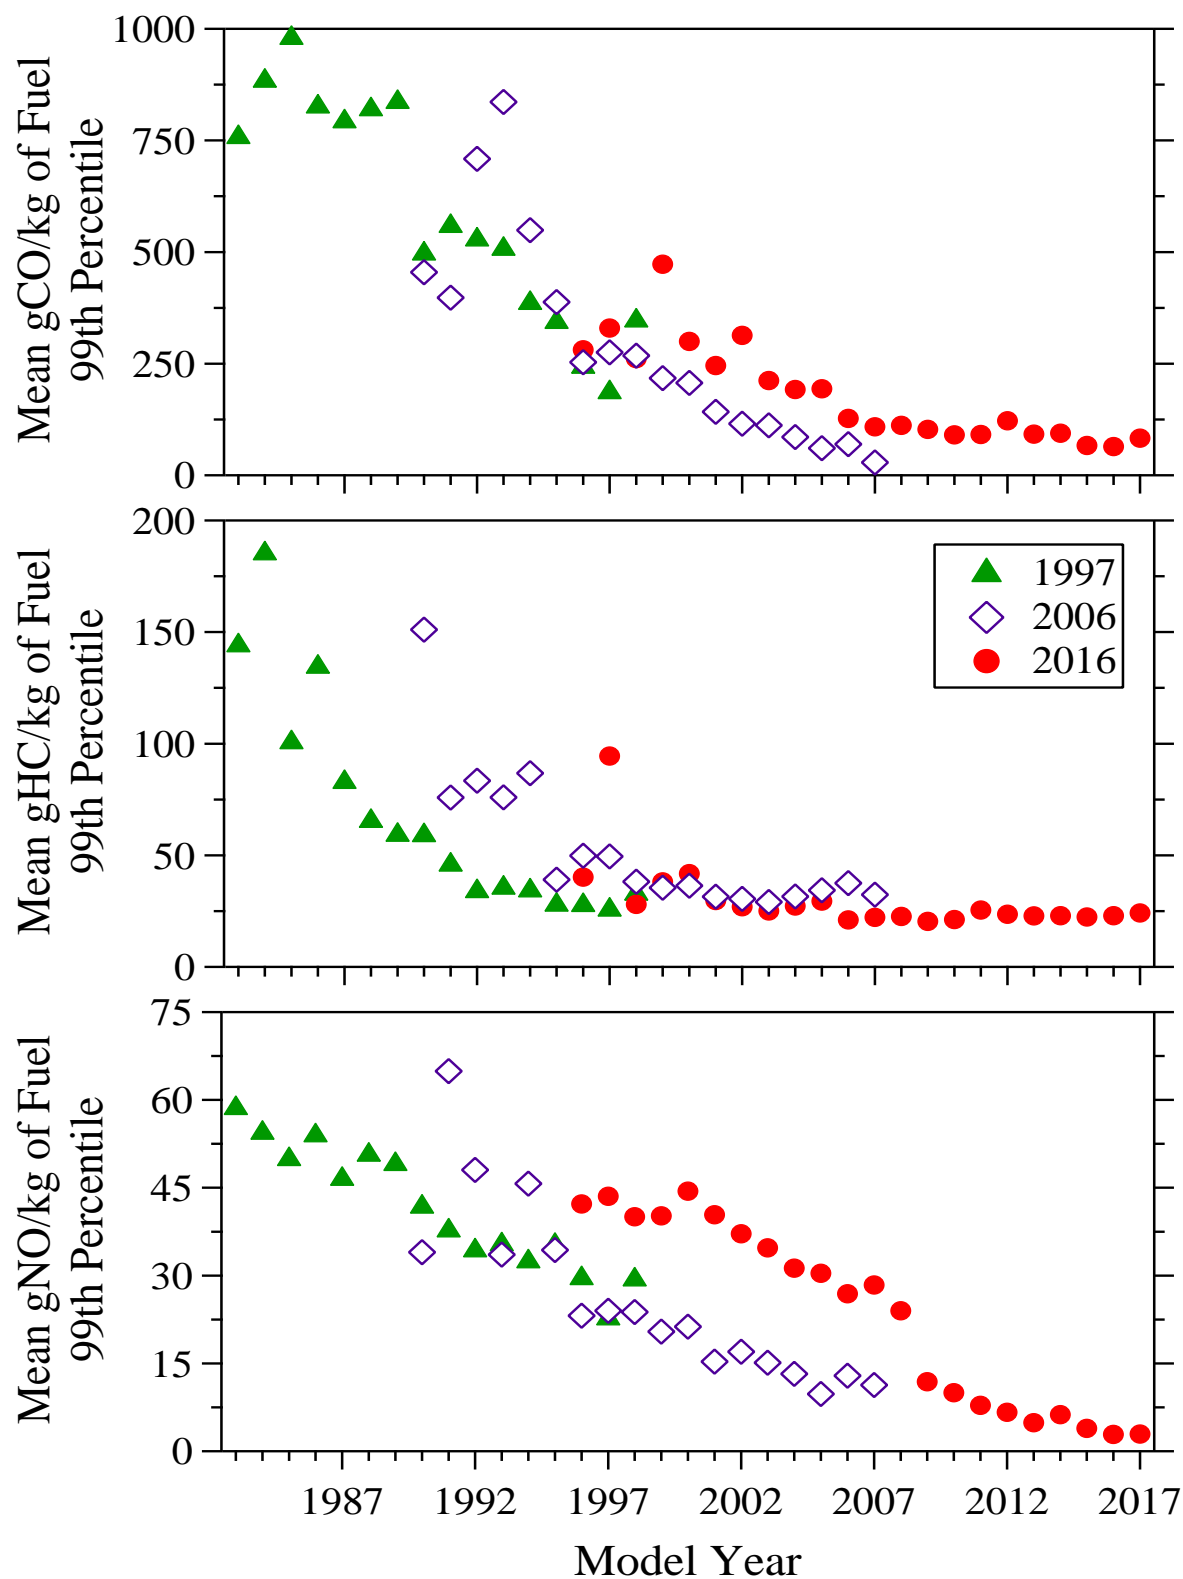 1000
750
500
250
0
Mean gCO/kg of Fuel
99th Percentile
200
150
100
50
0
Mean gHC/kg of Fuel
99th Percentile
1997
2006
2016
75
60
45
30
15
0
Mean gNO/kg of Fuel
99th Percentile
1987 1992 1997 2002 2007 2012 2017
Model Year